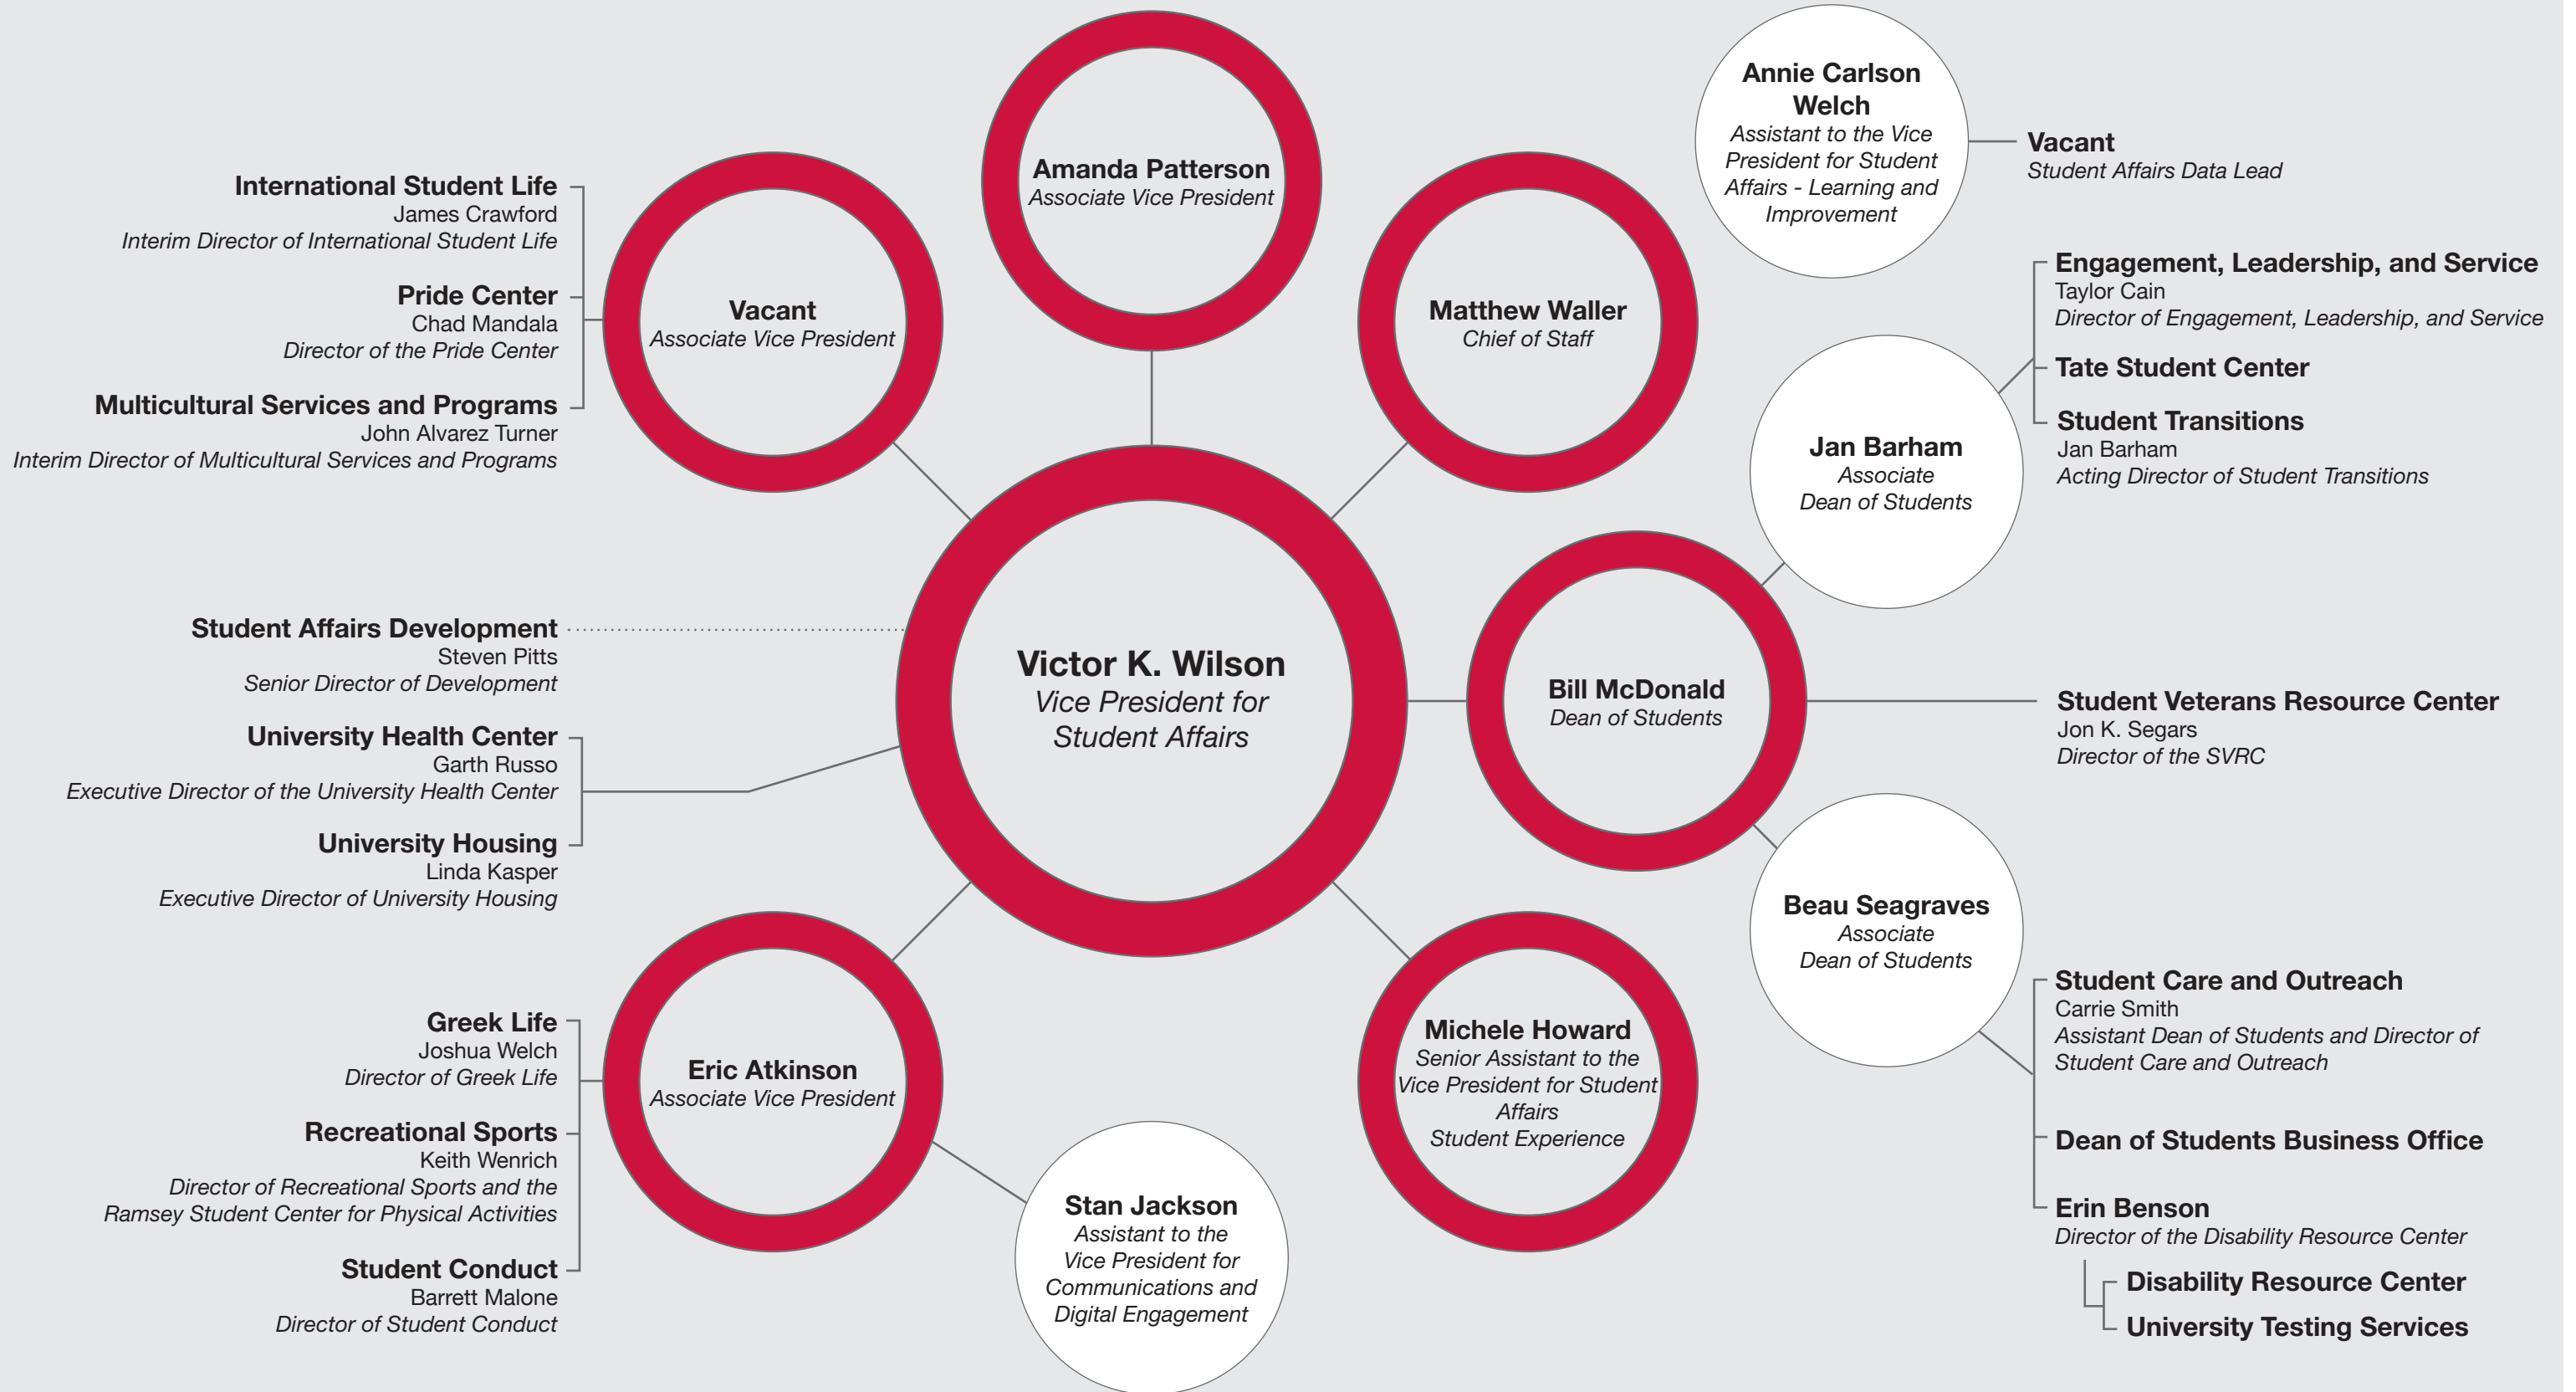 Amanda Patterson
Associate Vice President
Annie Carlson
Welch
Assistant to the Vice
President for Student
Affairs - Learning and
Improvement
Vacant
Student Affairs Data Lead
International Student Life
James Crawford
Interim Director of International Student Life
Pride Center
Chad Mandala
Director of the Pride Center
Multicultural Services and Programs
John Alvarez Turner
Interim Director of Multicultural Services and Programs
Vacant
Associate Vice President
Matthew Waller
Chief of Staff
Engagement, Leadership, and Service
Taylor Cain
Director of Engagement, Leadership, and Service
Tate Student Center
Student Transitions
Jan Barham
Acting Director of Student Transitions
Jan Barham
Associate
Dean of Students
Student Affairs Development
Steven Pitts
Senior Director of Development
University Health Center
Garth Russo
Executive Director of the University Health Center
University Housing
Linda Kasper
Executive Director of University Housing
Victor K. Wilson
Vice President for
Student Affairs
Bill McDonald
Dean of Students
Student Veterans Resource Center
Jon K. Segars
Director of the SVRC
Beau Seagraves
Associate
Dean of Students
Greek Life
Joshua Welch
Director of Greek Life
Recreational Sports
Keith Wenrich
Director of Recreational Sports and the
Ramsey Student Center for Physical Activities
Student Conduct
Barrett Malone
Director of Student Conduct
Eric Atkinson
Associate Vice President
Stan Jackson
Assistant to the
Vice President for
Communications and
Digital Engagement
Michele Howard
Senior Assistant to the
Vice President for Student
Affairs
Student Experience
Student Care and Outreach
Carrie Smith
Assistant Dean of Students and Director of
Student Care and Outreach
Dean of Students Business Office
Erin Benson
Director of the Disability Resource Center
Disability Resource Center
University Testing Services